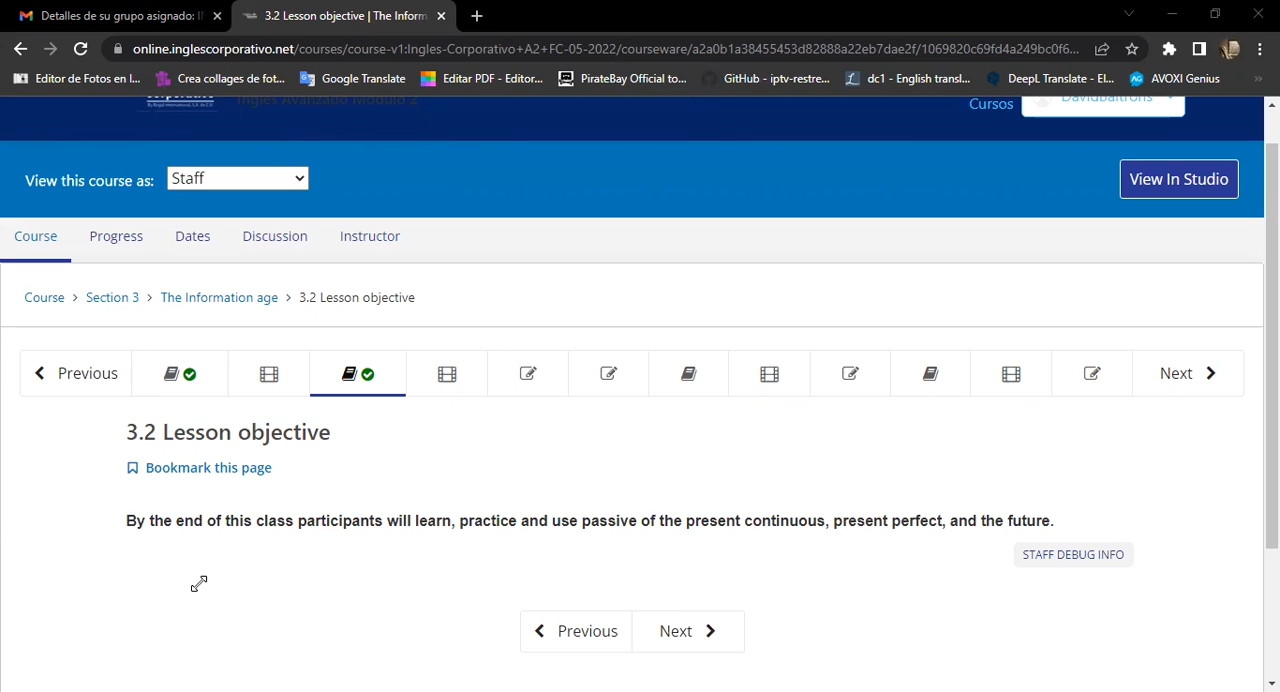 Detalles de su grupo asignado: I
3.2 Lesson objective | The Inform
online.inglescorporativo.net/courses/course-v1:Ingles-Corporativo+A2+FC-05-2022/courseware/a2a0b1a38455453d82888a22eb7dae2f/1069820c69fd4a249bc0f6...
Editor de Fotos en l...
Crea collages de fot...
Google Translate
Editar PDF - Editor...
PirateBay Official to...
GitHub - iptv-restre...
dc1 - English transl...
DeepL Translate - El...
AVOXI Genius
»
corporativo
Inglés Avanzado Módulo 2
Cursos
DavidBaltrons
View this course as:
Staff
View In Studio
Course
Progress
Dates
Discussion
Instructor
Course > Section 3 > The Information age > 3.2 Lesson objective
Previous
Next
3.2 Lesson objective
Bookmark this page
By the end of this class participants will learn, practice and use passive of the present continuous, present perfect, and the future.
STAFF DEBUG INFO
Previous
Next